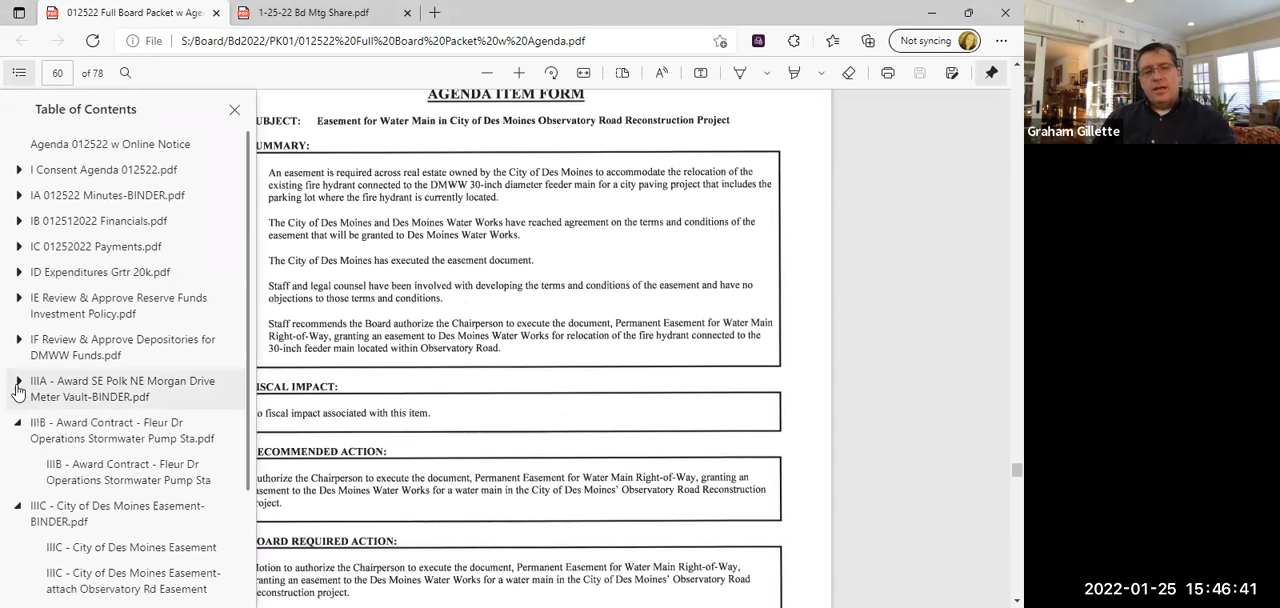 012522 Full Board Packet w Age
1-25-22 Bd Mtg Share.pdf
File
S:/Board/Bd2022/PK01/012522%20Full%20Board%20Packet%20w%20Agenda.pdf
Not syncing
60 of 78
Table of Contents
Agenda 012522 w Online Notice
I Consent Agenda 012522.pdf
IA 012522 Minutes-BINDER.pdf
IB 012512022 Financials.pdf
IC 01252022 Payments.pdf
ID Expenditures Grtr 20k.pdf
IE Review & Approve Reserve Funds
Investment Policy.pdf
IF Review & Approve Depositories for
DMWW Funds.pdf
IIIA - Award SE Polk NE Morgan Drive
Meter Vault-BINDER.pdf
IIIB - Award Contract - Fleur Dr
Operations Stormwater Pump Sta.pdf
IIIB - Award Contract - Fleur Dr
Operations Stormwater Pump Sta
IIIC - City of Des Moines Easement-
BINDER.pdf
IIIC - City of Des Moines Easement
IIIC - City of Des Moines Easement-
attach Observatory Rd Easement
AGENDA ITEM FORM
UBJECT: Easement for Water Main in City of Des Moines Observatory Road Reconstruction Project
UMMARY:
An easement is required across real estate owned by the City of Des Moines to accommodate the relocation of the
existing fire hydrant connected to the DMWW 30-inch diameter feeder main for a city paving project that includes the
parking lot where the fire hydrant is currently located.
The City of Des Moines and Des Moines Water Works have reached agreement on the terms and conditions of the
easement that will be granted to Des Moines Water Works.
The City of Des Moines has executed the easement document.
Staff and legal counsel have been involved with developing the terms and conditions of the easement and have no
objections to those terms and conditions.
Staff recommends the Board authorize the Chairperson to execute the document, Permanent Easement for Water Main
Right-of-Way, granting an easement to Des Moines Water Works for relocation of the fire hydrant connected to the
30-inch feeder main located within Observatory Road.
ISCAL IMPACT:
o fiscal impact associated with this item.
ECOMMENDED ACTION:
uthorize the Chairperson to execute the document, Permanent Easement for Water Main Right-of-Way, granting an
asement to the Des Moines Water Works for a water main in the City of Des Moines' Observatory Road Reconstruction
roject.
OARD REQUIRED ACTION:
Motion to authorize the Chairperson to execute the document, Permanent Easement for Water Main Right-of-Way,
ranting an easement to the Des Moines Water Works for a water main in the City of Des Moines' Observatory Road
econstruction project.
Graham Gillette
2022-01-25 15:46:41